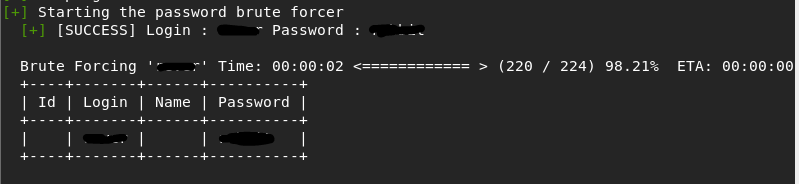 [+] Starting the password brute forcer
[+] [SUCCESS] Login : Password :
Brute Forcing ' ' Time: 00:00:02 <============ > (220 / 224) 98.21% ETA: 00:00:00
+----+-------+------+----------+
| Id | Login | Name | Password |
+----+-------+------+----------+
| | | | |
+----+-------+------+----------+